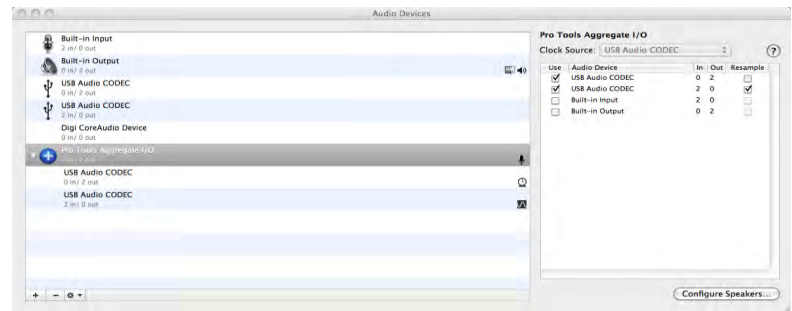 Audio Devices
Built-in Input
2 in/ 0 out
Built-in Output
0 in/ 2 out
USB Audio CODEC
0 in/ 2 out
USB Audio CODEC
2 in/ 0 out
Digi CoreAudio Device
0 in/ 0 out
Pro Tools Aggregate I/O
USB Audio CODEC
0 in/ 2 out
USB Audio CODEC
2 in/ 0 out
+ −
Pro Tools Aggregate I/O
Clock Source: USB Audio CODEC ?
Use Audio Device In Out Resample
USB Audio CODEC 0 2
USB Audio CODEC 2 0
Built-in Input 2 0
Built-in Output 0 2
Configure Speakers...